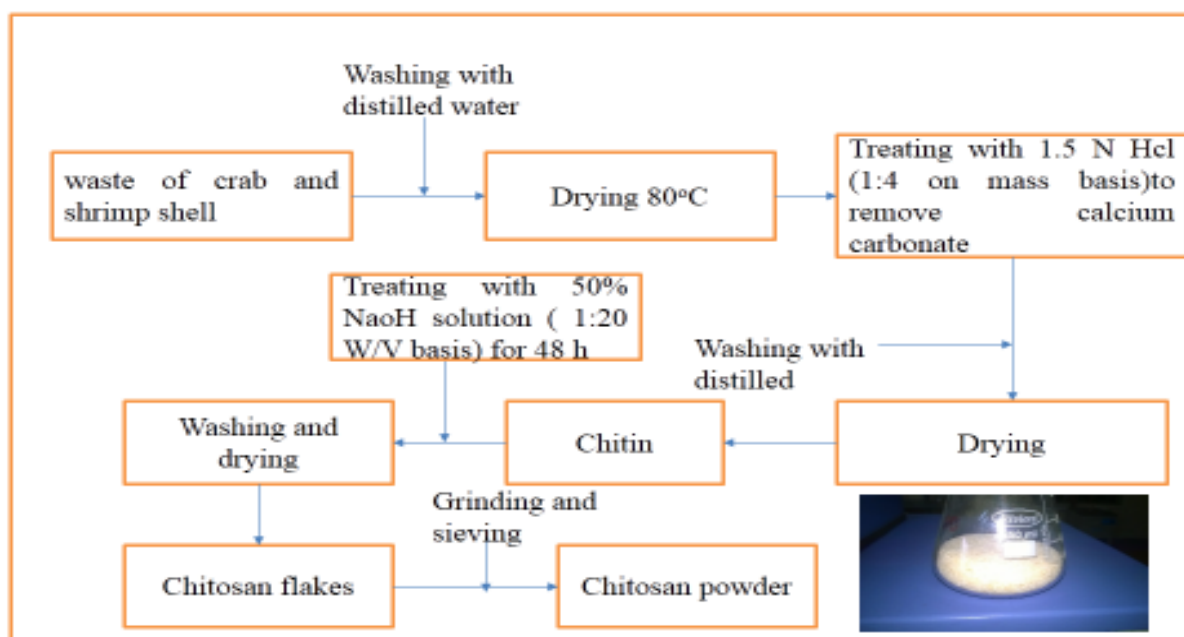 Washing with
distilled water
waste of crab and
shrimp shell
Drying 80°C
Treating with 1.5 N Hcl
(1:4 on mass basis)to
remove calcium
carbonate
Treating with 50%
NaoH solution ( 1:20
W/V basis) for 48 h
Washing with
distilled
Drying
Chitin
Washing and
drying
Grinding and
sieving
Chitosan flakes
Chitosan powder